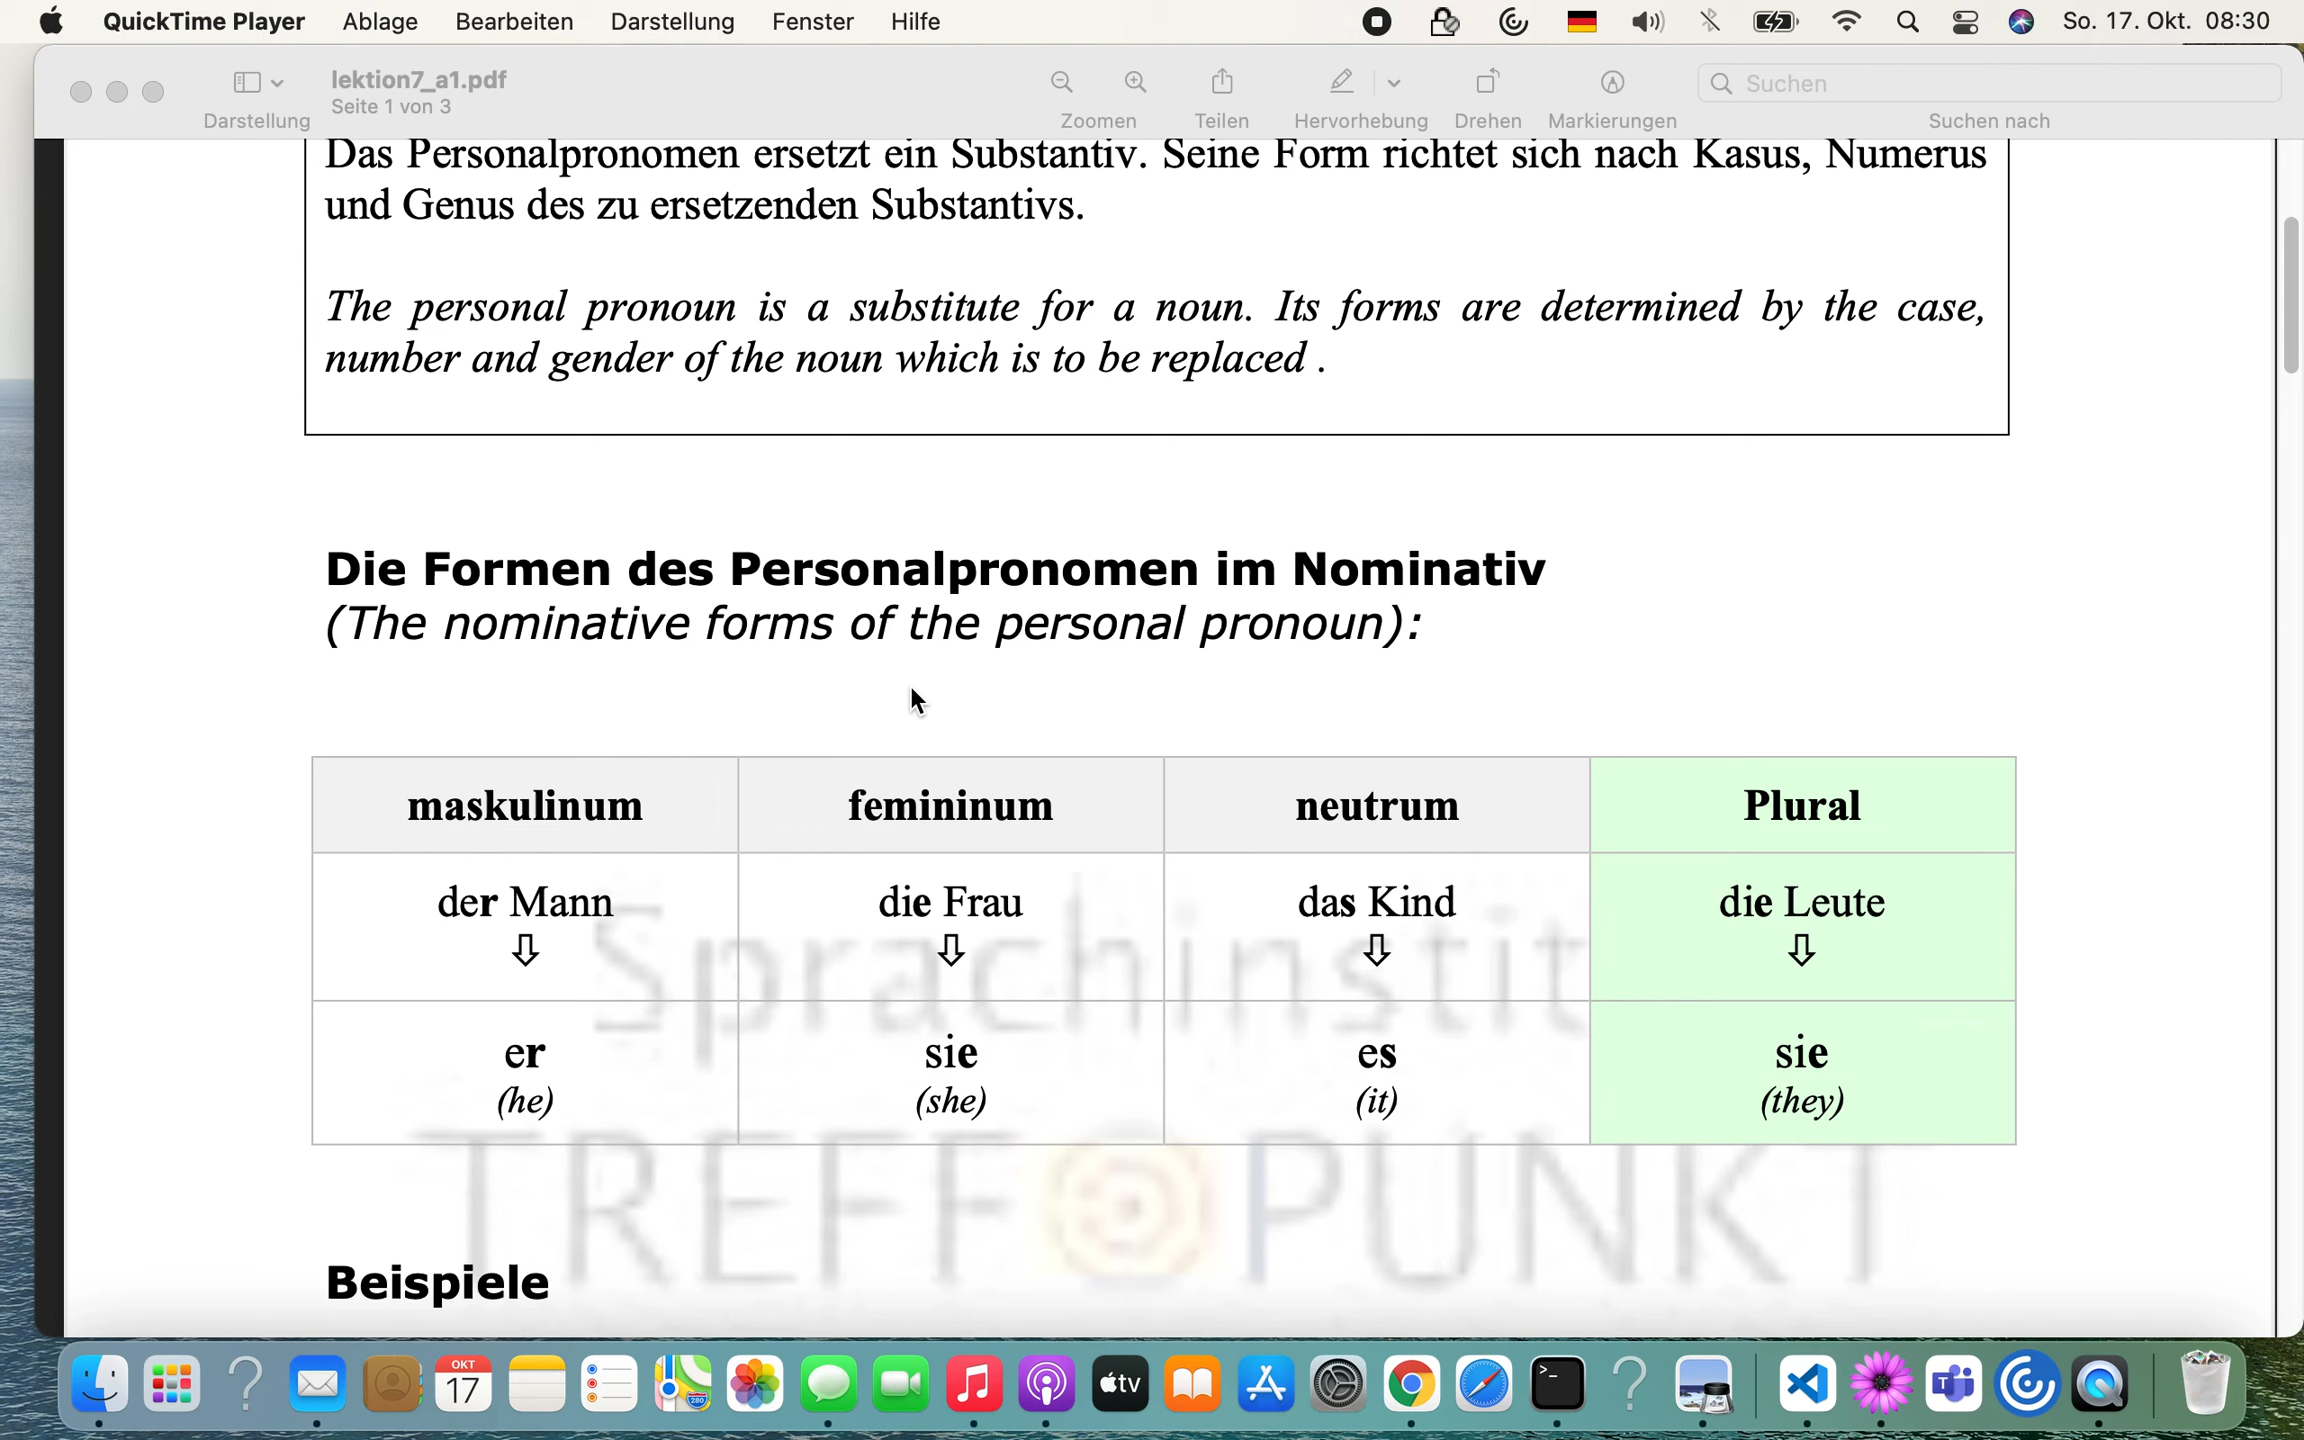 QuickTime Player Ablage Bearbeiten Darstellung Fenster Hilfe So. 17. Okt. 08:30
lektion7_a1.pdf
Seite 1 von 3
Suchen
Darstellung Zoomen Teilen Hervorhebung Drehen Markierungen Suchen nach
Das Personalpronomen ersetzt ein Substantiv. Seine Form richtet sich nach Kasus, Numerus
und Genus des zu ersetzenden Substantivs.
The personal pronoun is a substitute for a noun. Its forms are determined by the case,
number and gender of the noun which is to be replaced .
Die Formen des Personalpronomen im Nominativ
(The nominative forms of the personal pronoun):
maskulinum femininum neutrum Plural
der Mann die Frau das Kind die Leute
⇩ ⇩ ⇩ ⇩
er sie es sie
(he) (she) (it) (they)
Sprachinstit
TREFF PUNKT
Beispiele
OKT
17
280
tv
>_
T